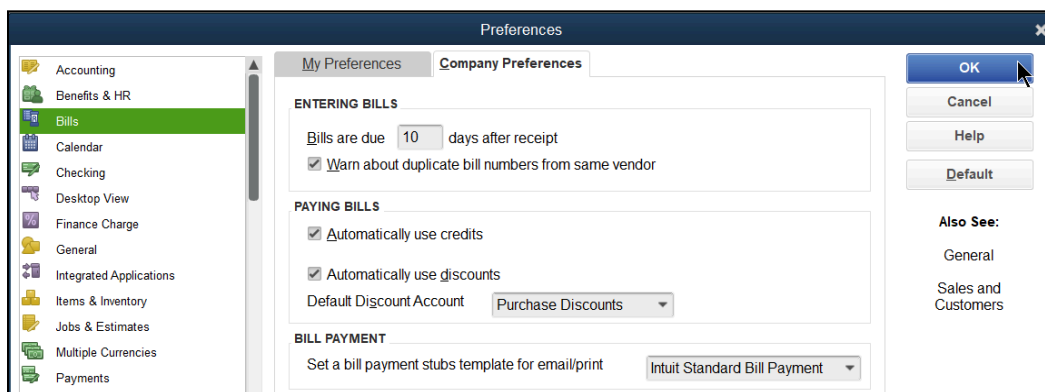 Preferences
Accounting
Benefits & HR
Bills
Calendar
Checking
Desktop View
Finance Charge
General
Integrated Applications
Items & Inventory
Jobs & Estimates
Multiple Currencies
Payments
My Preferences
Company Preferences
ENTERING BILLS
Bills are due 10 days after receipt
Warn about duplicate bill numbers from same vendor
PAYING BILLS
Automatically use credits
Automatically use discounts
Default Discount Account Purchase Discounts
BILL PAYMENT
Set a bill payment stubs template for email/print Intuit Standard Bill Payment
OK
Cancel
Help
Default
Also See:
General
Sales and
Customers